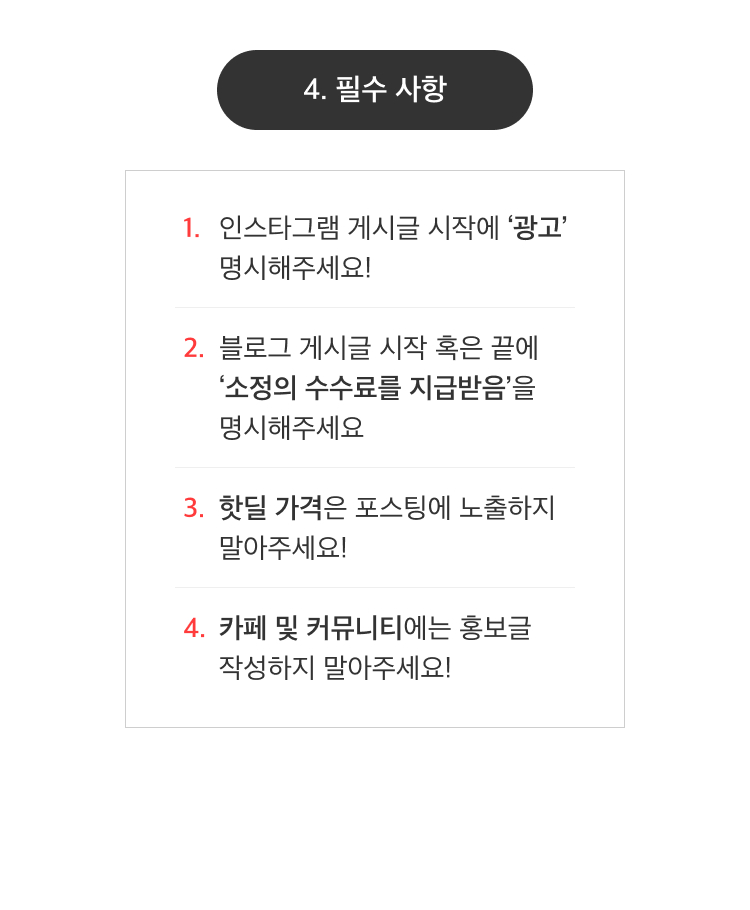 4. 필수 사항
1. 인스타그램 게시글 시작에 ‘광고’
명시해주세요!
2. 블로그 게시글 시작 혹은 끝에
‘소정의 수수료를 지급받음’을
명시해주세요
3. 핫딜 가격은 포스팅에 노출하지
말아주세요!
4. 카페 및 커뮤니티에는 홍보글
작성하지 말아주세요!